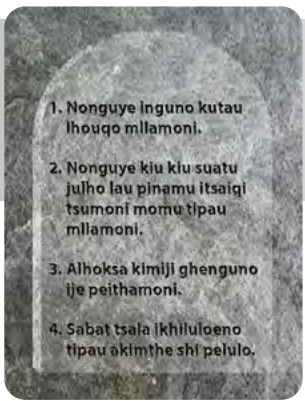 1. Nonguye inguno kutau
lhouqo mllamoni.
2. Nonguye kiu kiu suatu
julho lau pinamu itsaiqi
tsumoni momu tipau
mllamoni.
3. Alhoksa kimiji ghenguno
ije peithamoni.
4. Sabat tsala ikhiluloeno
tipau akimthe shi pelulo.